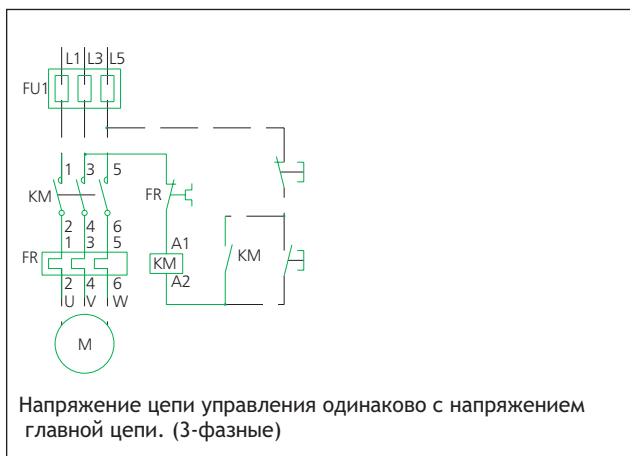 L1 L3 L5
FU1
1 3 5
KM
FR
2 4 6
1 3 5
A1
KM
KM
FR
A2
2 4 6
U V W
M
Напряжение цепи управления одинаково с напряжением
главной цепи. (3-фазные)